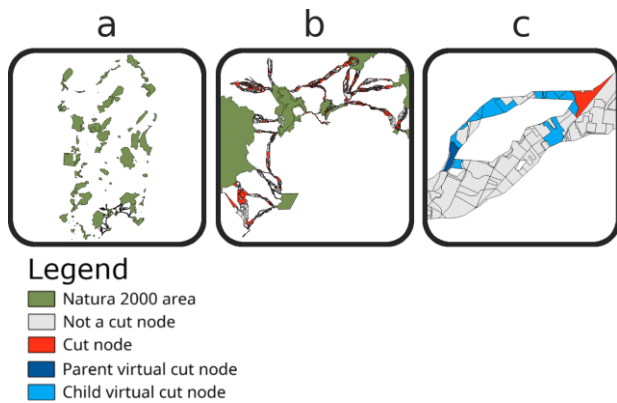 a b c
Legend
Natura 2000 area
Not a cut node
Cut node
Parent virtual cut node
Child virtual cut node